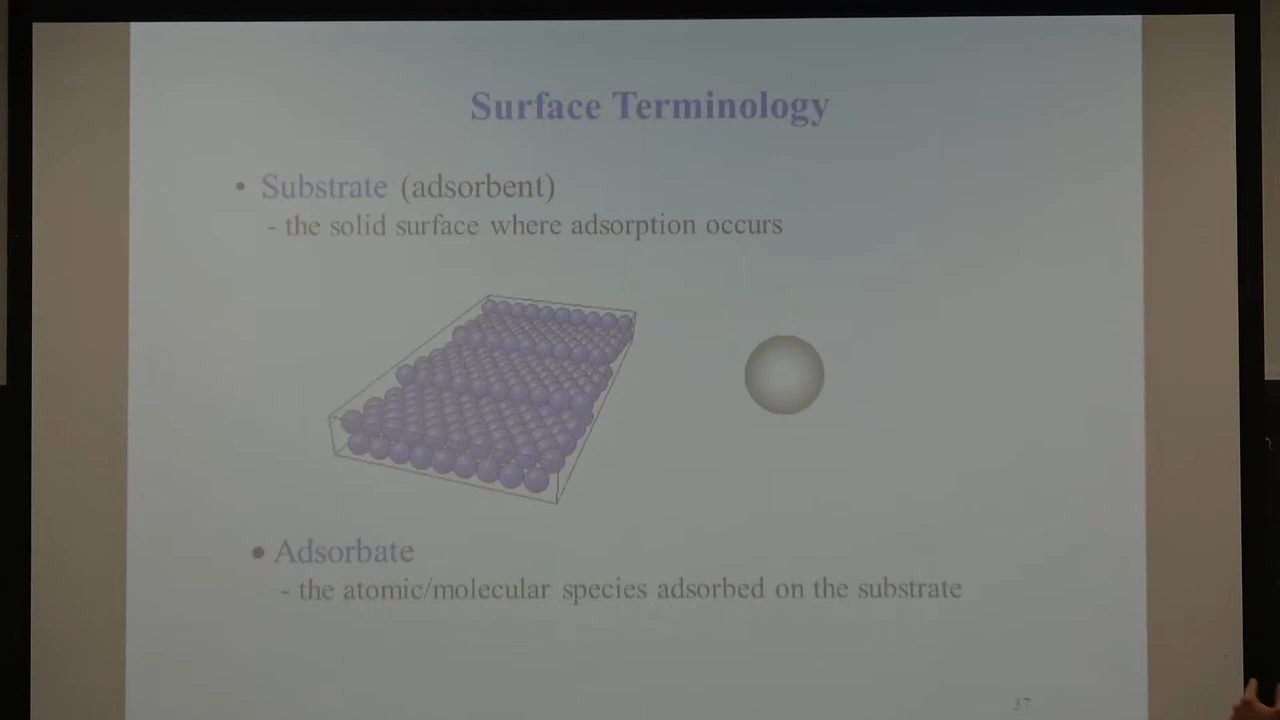 Surface Terminology
• Substrate (adsorbent)
- the solid surface where adsorption occurs
• Adsorbate
- the atomic/molecular species adsorbed on the substrate
37